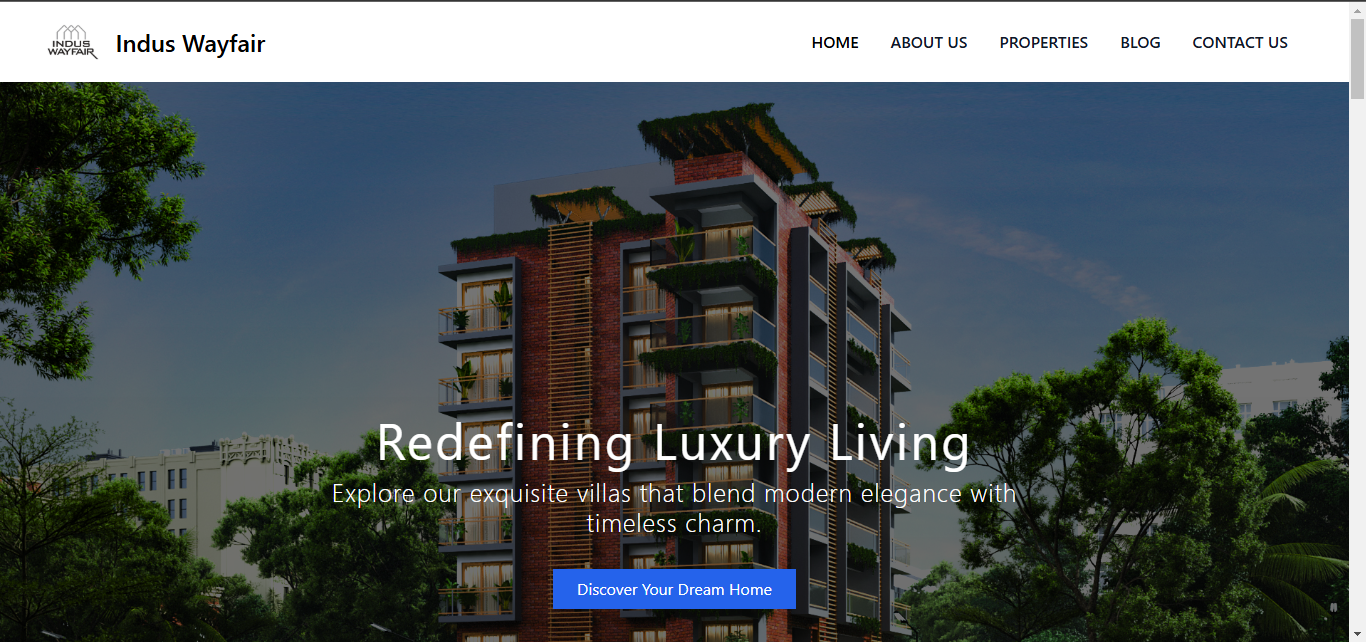 INDUS
WAYFAIR
Indus Wayfair
HOME
ABOUT US
PROPERTIES
BLOG
CONTACT US
Redefining Luxury Living
Explore our exquisite villas that blend modern elegance with
timeless charm.
Discover Your Dream Home